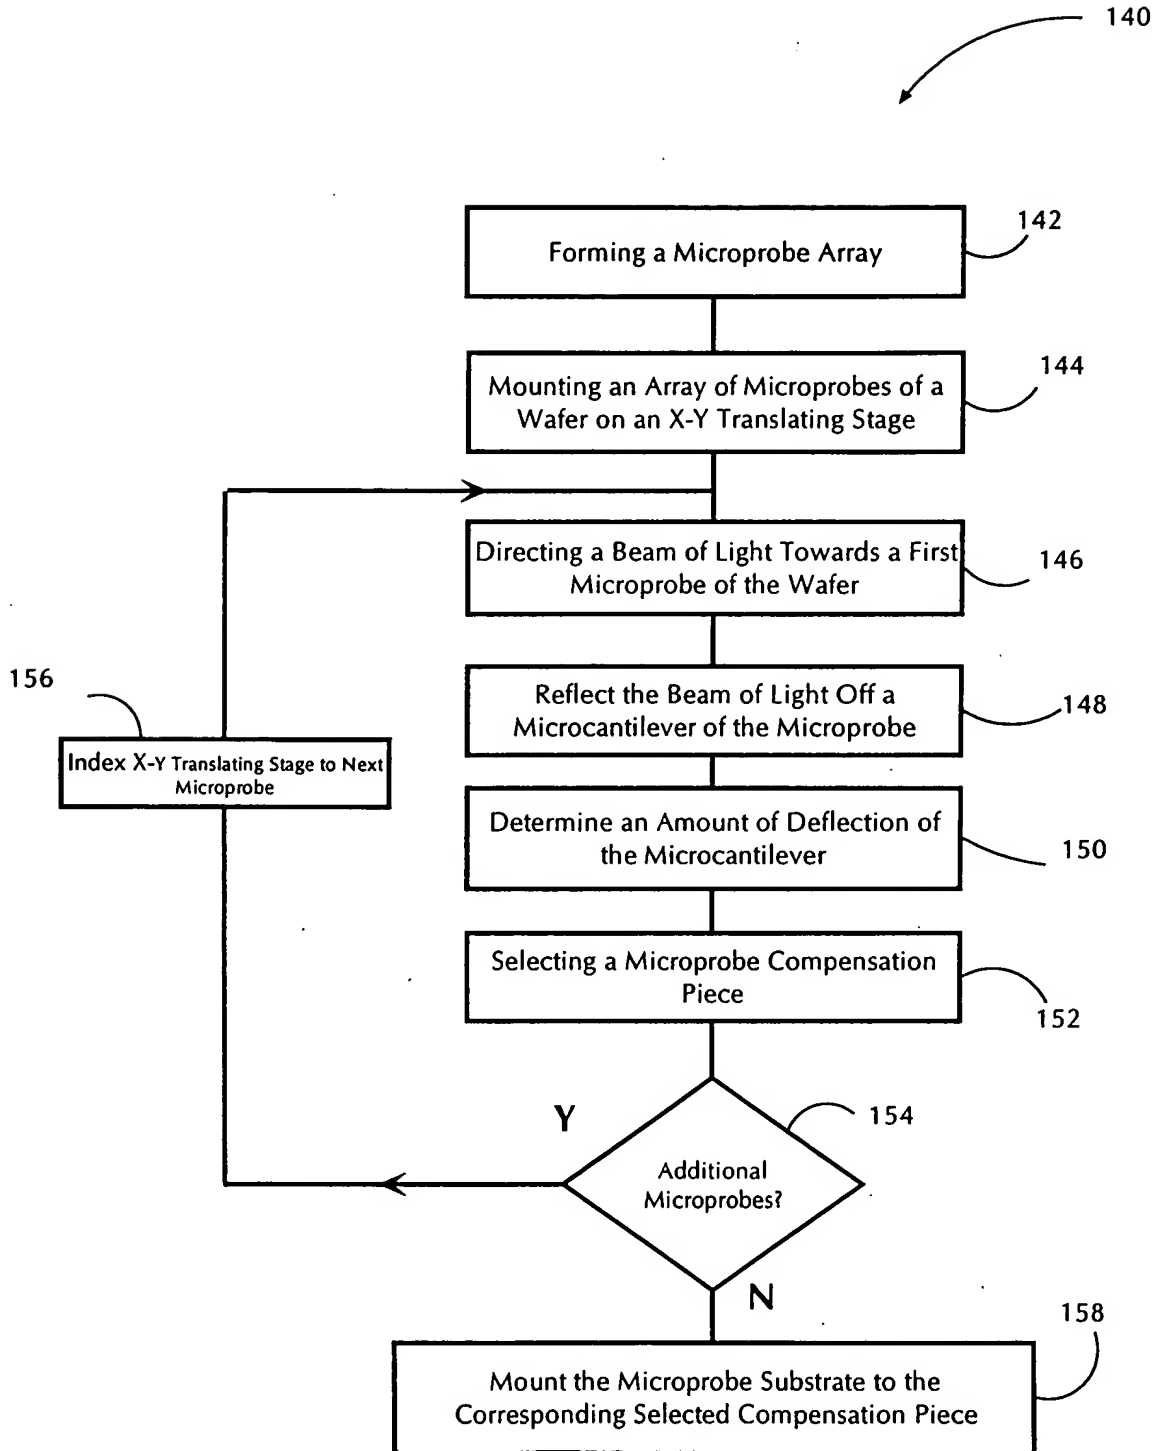 140
142
Forming a Microprobe Array
144
Mounting an Array of Microprobes of a
Wafer on an X-Y Translating Stage
146
Directing a Beam of Light Towards a First
Microprobe of the Wafer
148
Reflect the Beam of Light Off a
Microcantilever of the Microprobe
156
Index X-Y Translating Stage to Next
Microprobe
150
Determine an Amount of Deflection of
the Microcantilever
152
Selecting a Microprobe Compensation
Piece
Y
154
Additional
Microprobes?
N
158
Mount the Microprobe Substrate to the
Corresponding Selected Compensation Piece